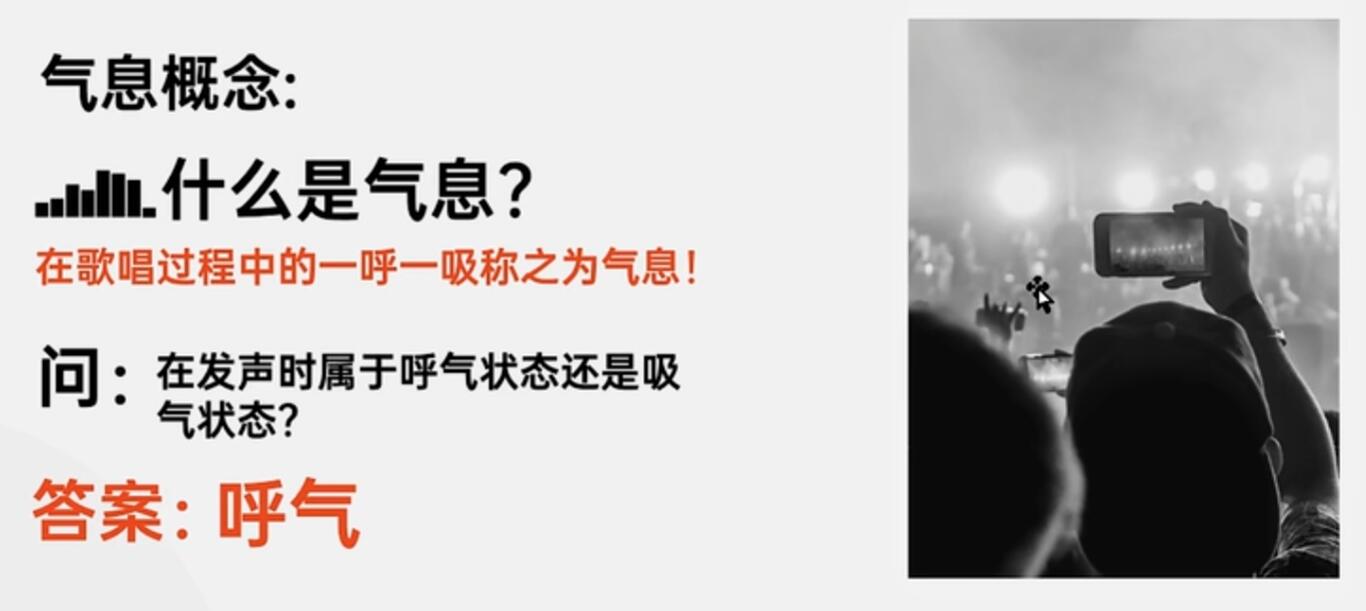 气息概念:
什么是气息?
在歌唱过程中的一呼一吸称之为气息!
问：在发声时属于呼气状态还是吸
气状态?
答案：呼气